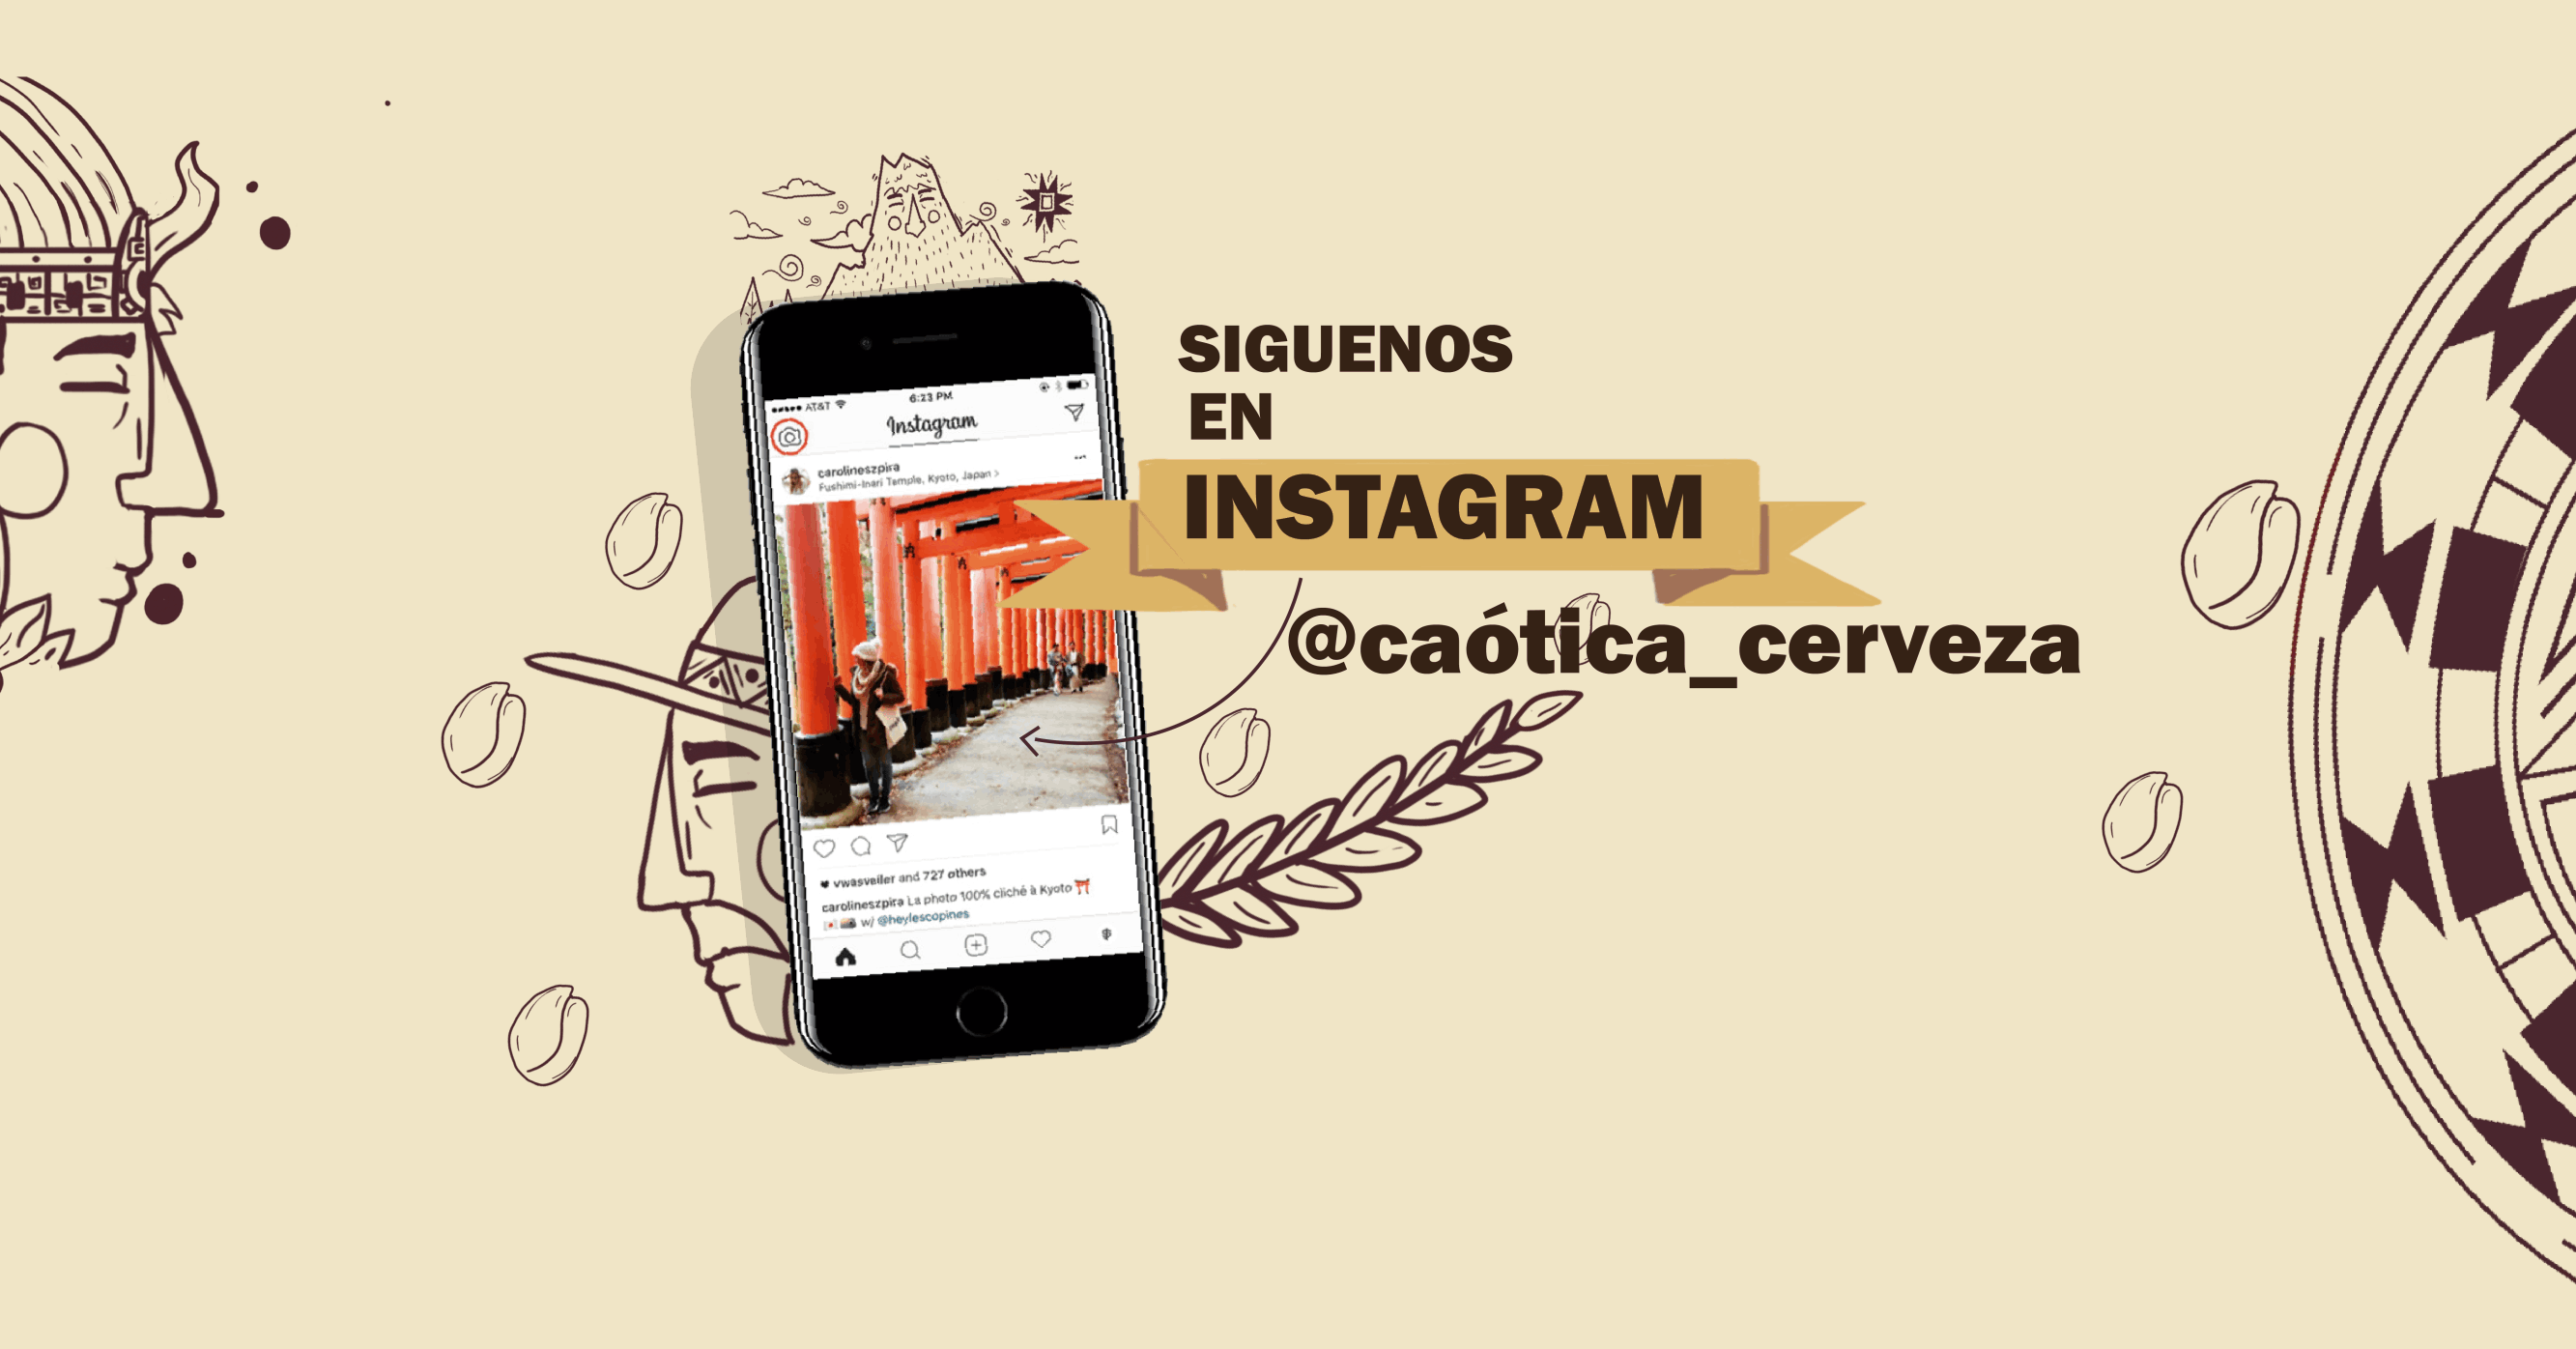 SIGUENOS
EN
INSTAGRAM
@caótica_cerveza
AT&T 6:23 PM
Instagram
carolineszpira
Fushimi-Inari Temple, Kyoto, Japan >
vwasveiler and 727 others
carolineszpira La photo 100% cliché à Kyoto
w/ @heylescopines